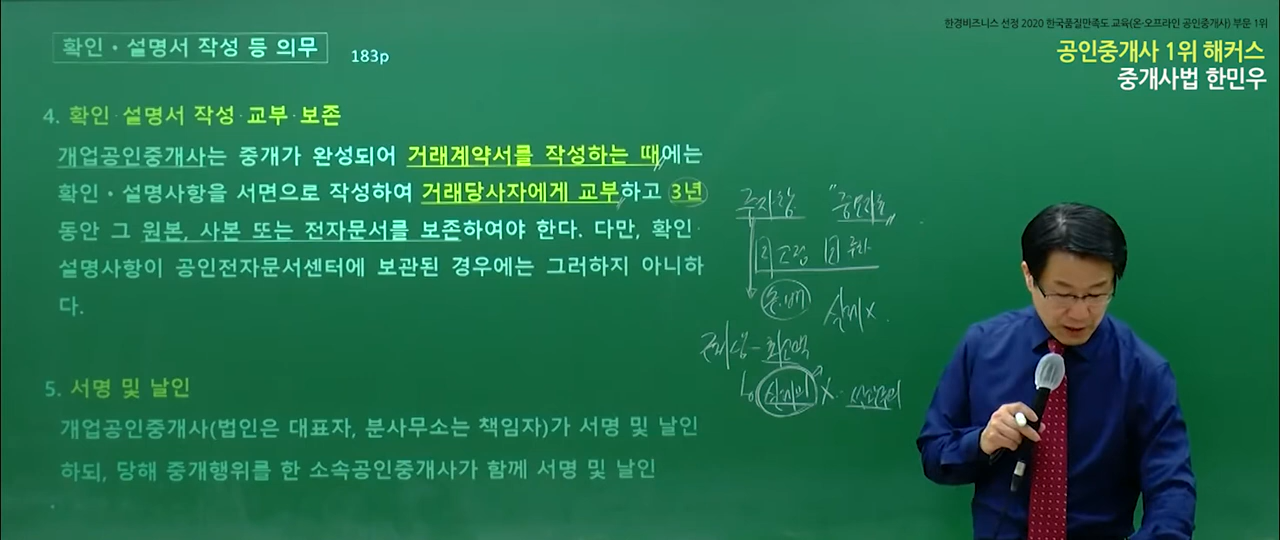 한경비즈니스 선정 2020 한국품질만족도 교육(온·오프라인 공인중개사) 부문 1위
공인중개사 1위 해커스
중개사법 한민우
확인·설명서 작성 등 의무
183p
4. 확인·설명서 작성·교부·보존
개업공인중개사는 중개가 완성되어 거래계약서를 작성하는 때에는
확인·설명사항을 서면으로 작성하여 거래당사자에게 교부하고 3년
동안 그 원본, 사본 또는 전자문서를 보존하여야 한다. 다만, 확인·
설명사항이 공인전자문서센터에 보관된 경우에는 그러하지 아니하
다.
5. 서명 및 날인
개업공인중개사(법인은 대표자, 분사무소는 책임자)가 서명 및 날인
하되, 당해 중개행위를 한 소속공인중개사가 함께 서명 및 날인